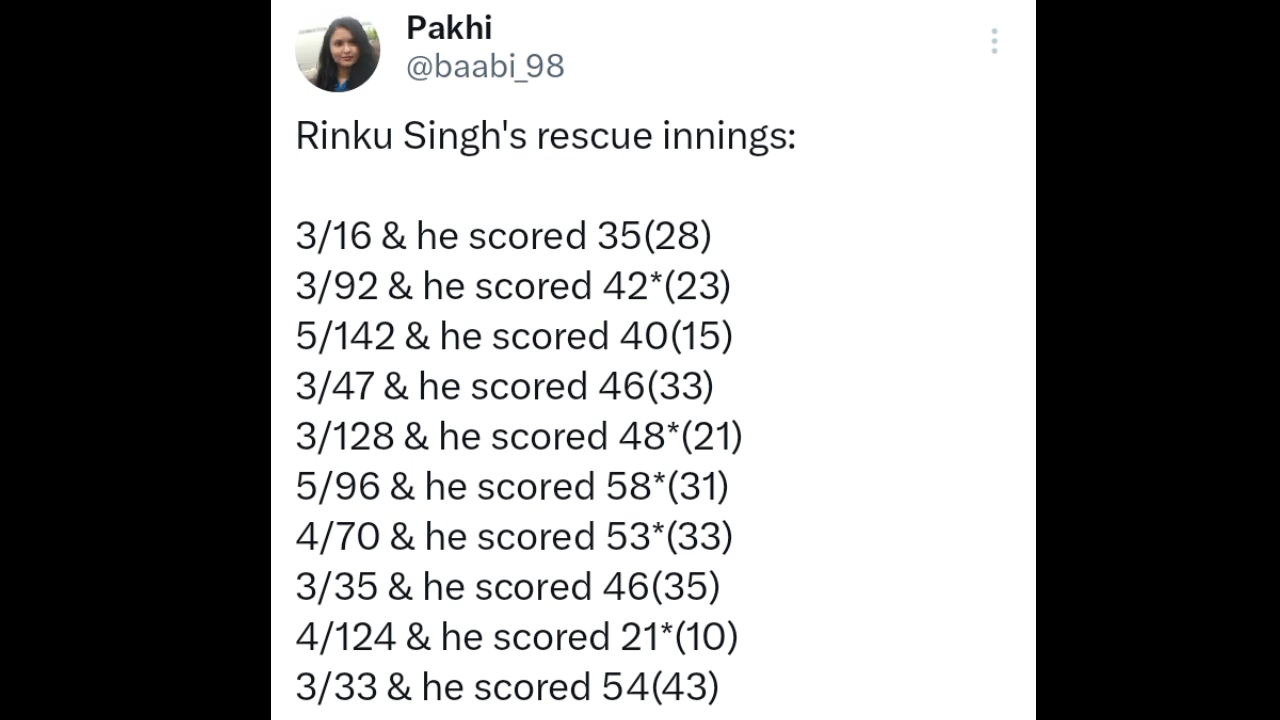 Pakhi
@baabi_98
Rinku Singh's rescue innings:
3/16 & he scored 35(28)
3/92 & he scored 42*(23)
5/142 & he scored 40(15)
3/47 & he scored 46(33)
3/128 & he scored 48*(21)
5/96 & he scored 58*(31)
4/70 & he scored 53*(33)
3/35 & he scored 46(35)
4/124 & he scored 21*(10)
3/33 & he scored 54(43)